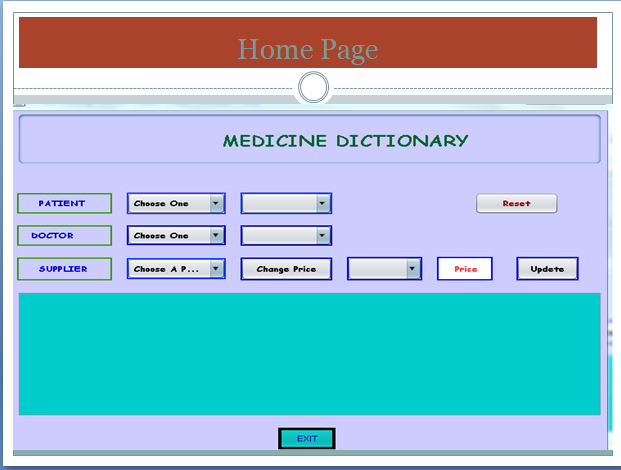 Home Page
MEDICINE DICTIONARY
PATIENT Choose One Reset
DOCTOR Choose One
SUPPLIER Choose A P... Change Price Price Update
EXIT